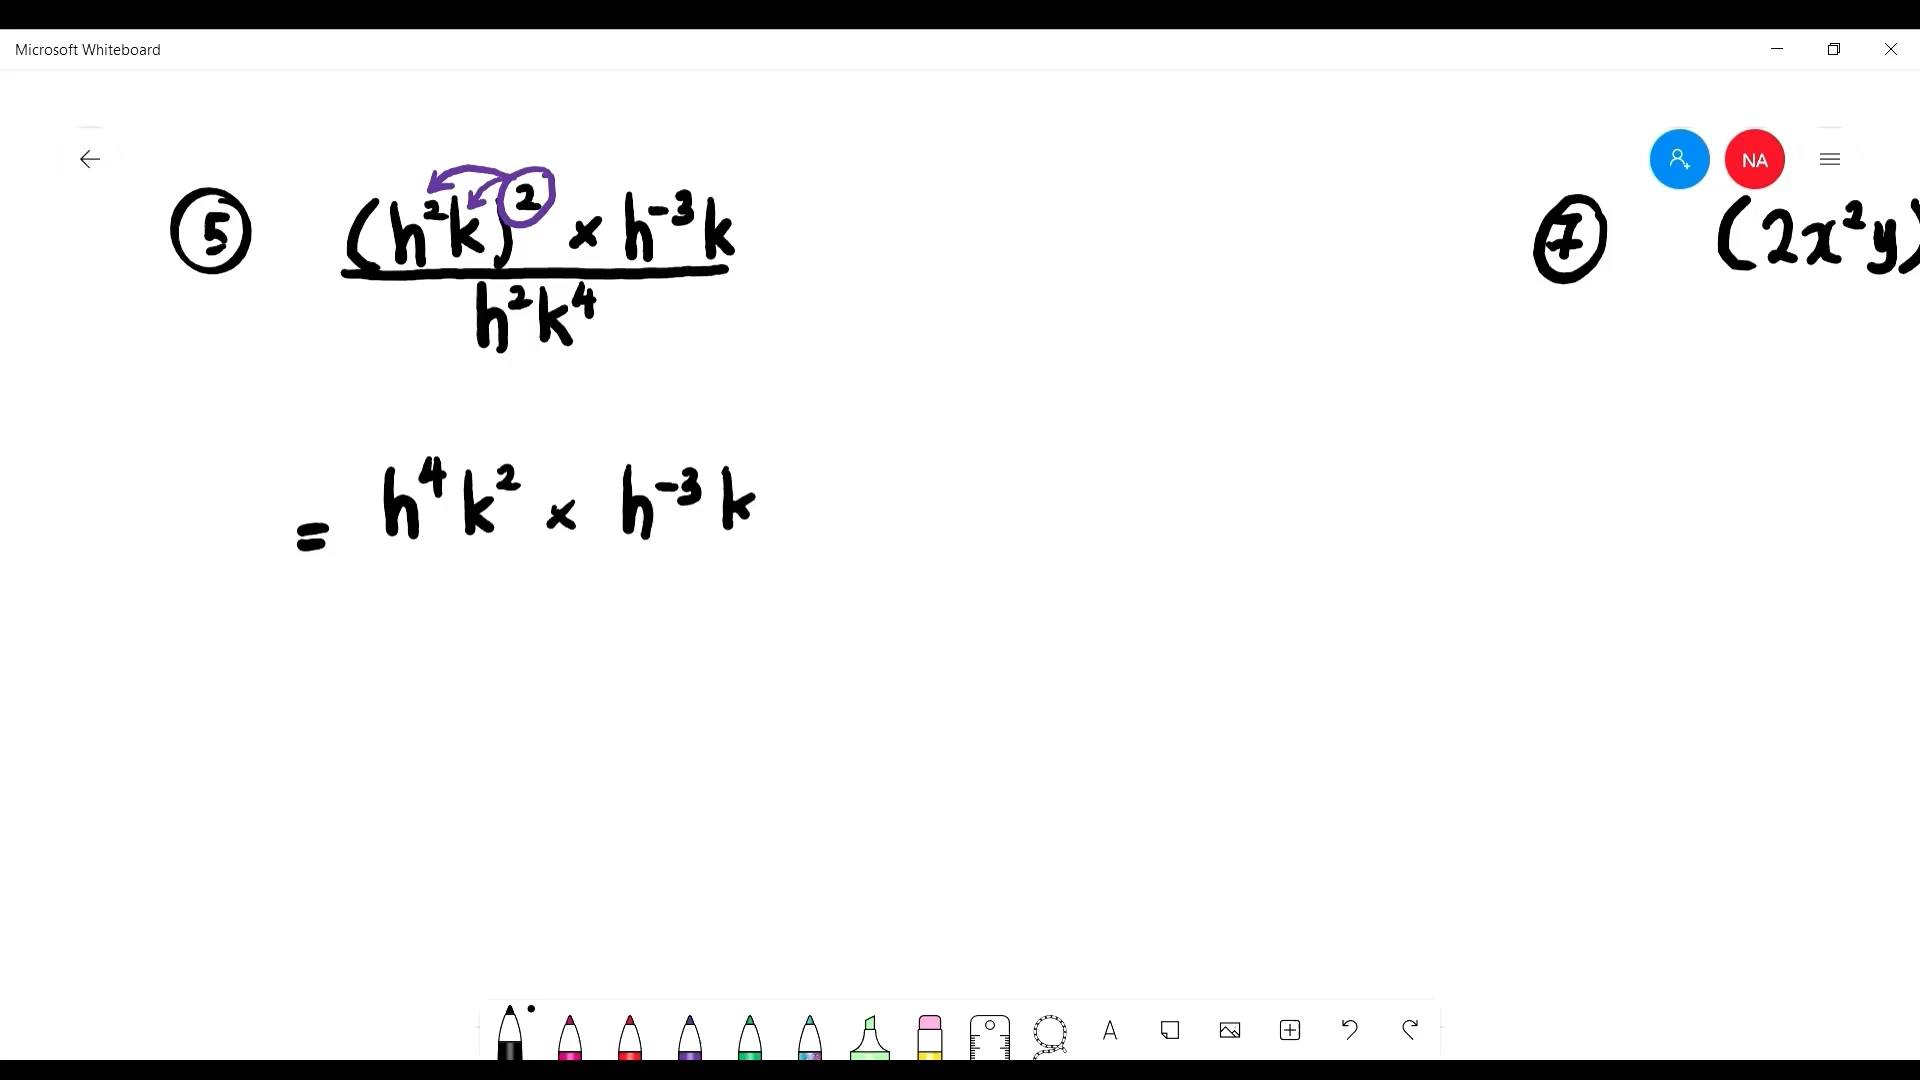 Microsoft Whiteboard
NA
⑤ (h²k)² × h⁻³k
h²k⁴
⑦ (2x²y)
= h⁴k² × h⁻³k